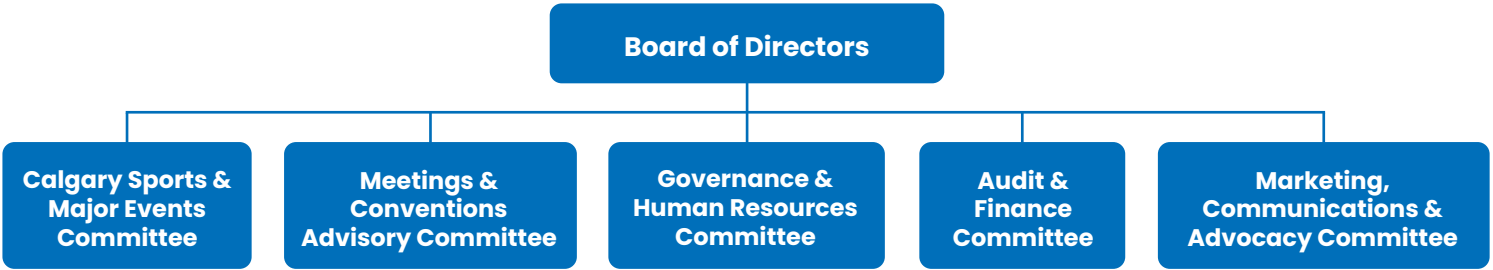 Board of Directors
Calgary Sports &
Major Events
Committee
Meetings &
Conventions
Advisory Committee
Governance &
Human Resources
Committee
Audit &
Finance
Committee
Marketing,
Communications &
Advocacy Committee